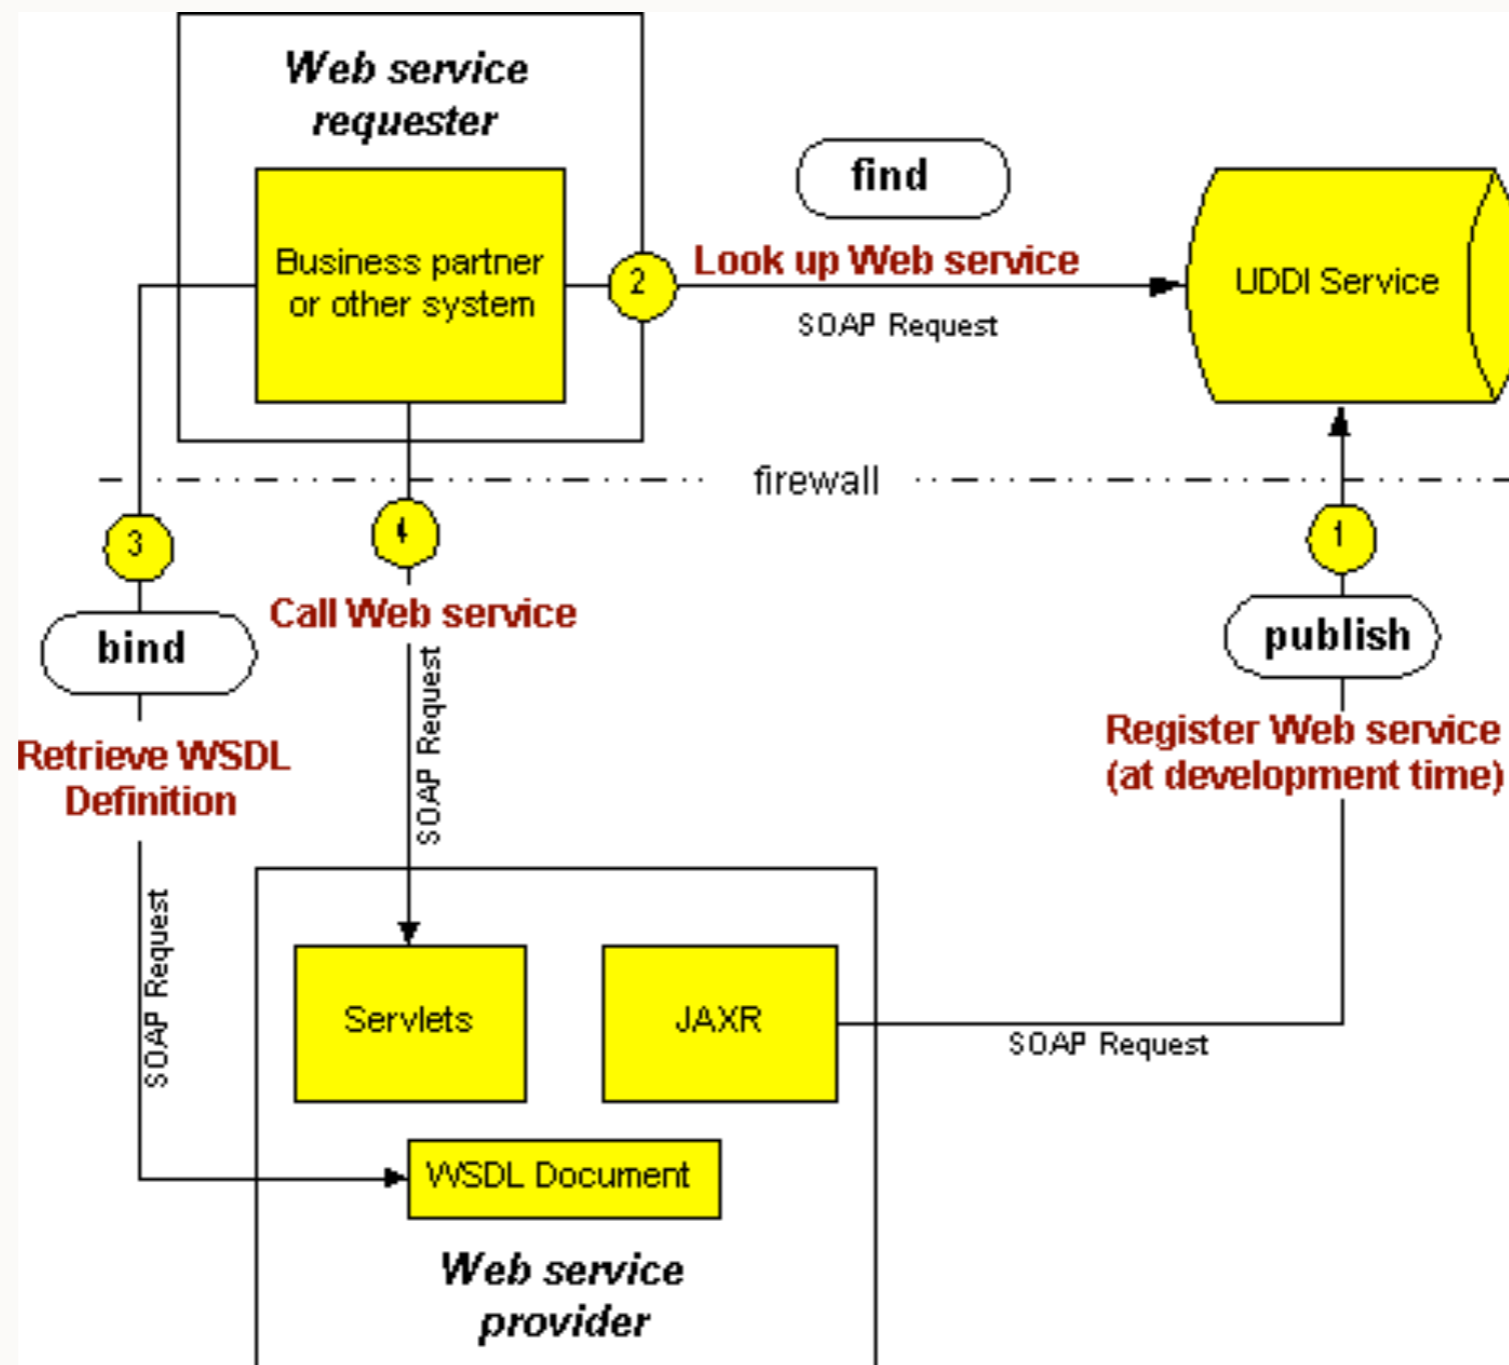 Web service
requester
find
Business partner
or other system
2
Look up Web service
SOAP Request
UDDI Service
firewall
3
4
1
bind
Call Web service
publish
SOAP Request
Retrieve WSDL
Definition
Register Web service
(at development time)
SOAP Request
Servlets
JAXR
SOAP Request
WSDL Document
Web service
provider